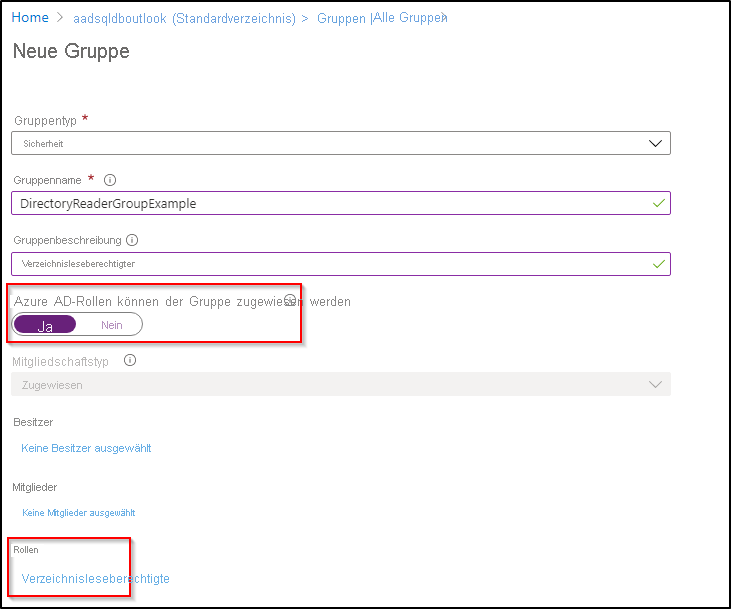 Home > aadsqldboutlook (Standardverzeichnis) > Gruppen |Alle Gruppen >
Neue Gruppe
Gruppentyp *
Sicherheit
Gruppenname *
DirectoryReaderGroupExample
Gruppenbeschreibung
Verzeichnisleseberechtigter
Azure AD-Rollen können der Gruppe zugewiesen werden
Ja Nein
Mitgliedschaftstyp
Zugewiesen
Besitzer
Keine Besitzer ausgewählt
Mitglieder
Keine Mitglieder ausgewählt
Rollen
Verzeichnisleseberechtigte